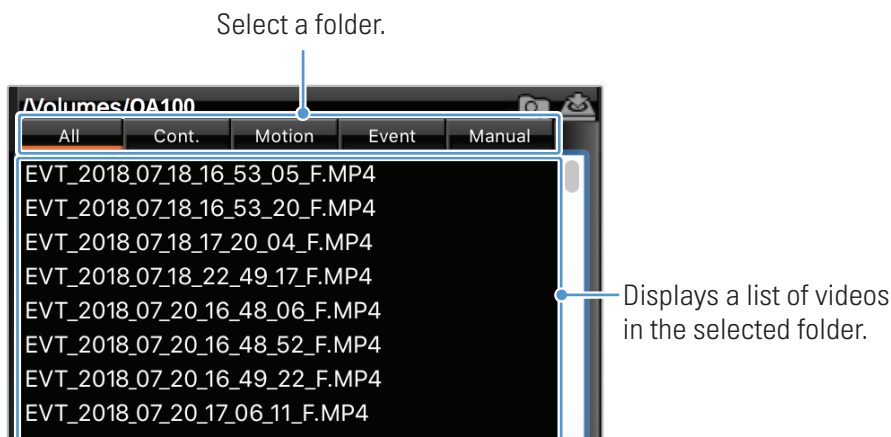 Select a folder.
/Volumes/QA100
All Cont. Motion Event Manual
EVT_2018_07_18_16_53_05_F.MP4
EVT_2018_07_18_16_53_20_F.MP4
EVT_2018_07_18_17_20_04_F.MP4
EVT_2018_07_18_22_49_17_F.MP4
EVT_2018_07_20_16_48_06_F.MP4
EVT_2018_07_20_16_48_52_F.MP4
EVT_2018_07_20_16_49_22_F.MP4
EVT_2018_07_20_17_06_11_F.MP4
Displays a list of videos
in the selected folder.